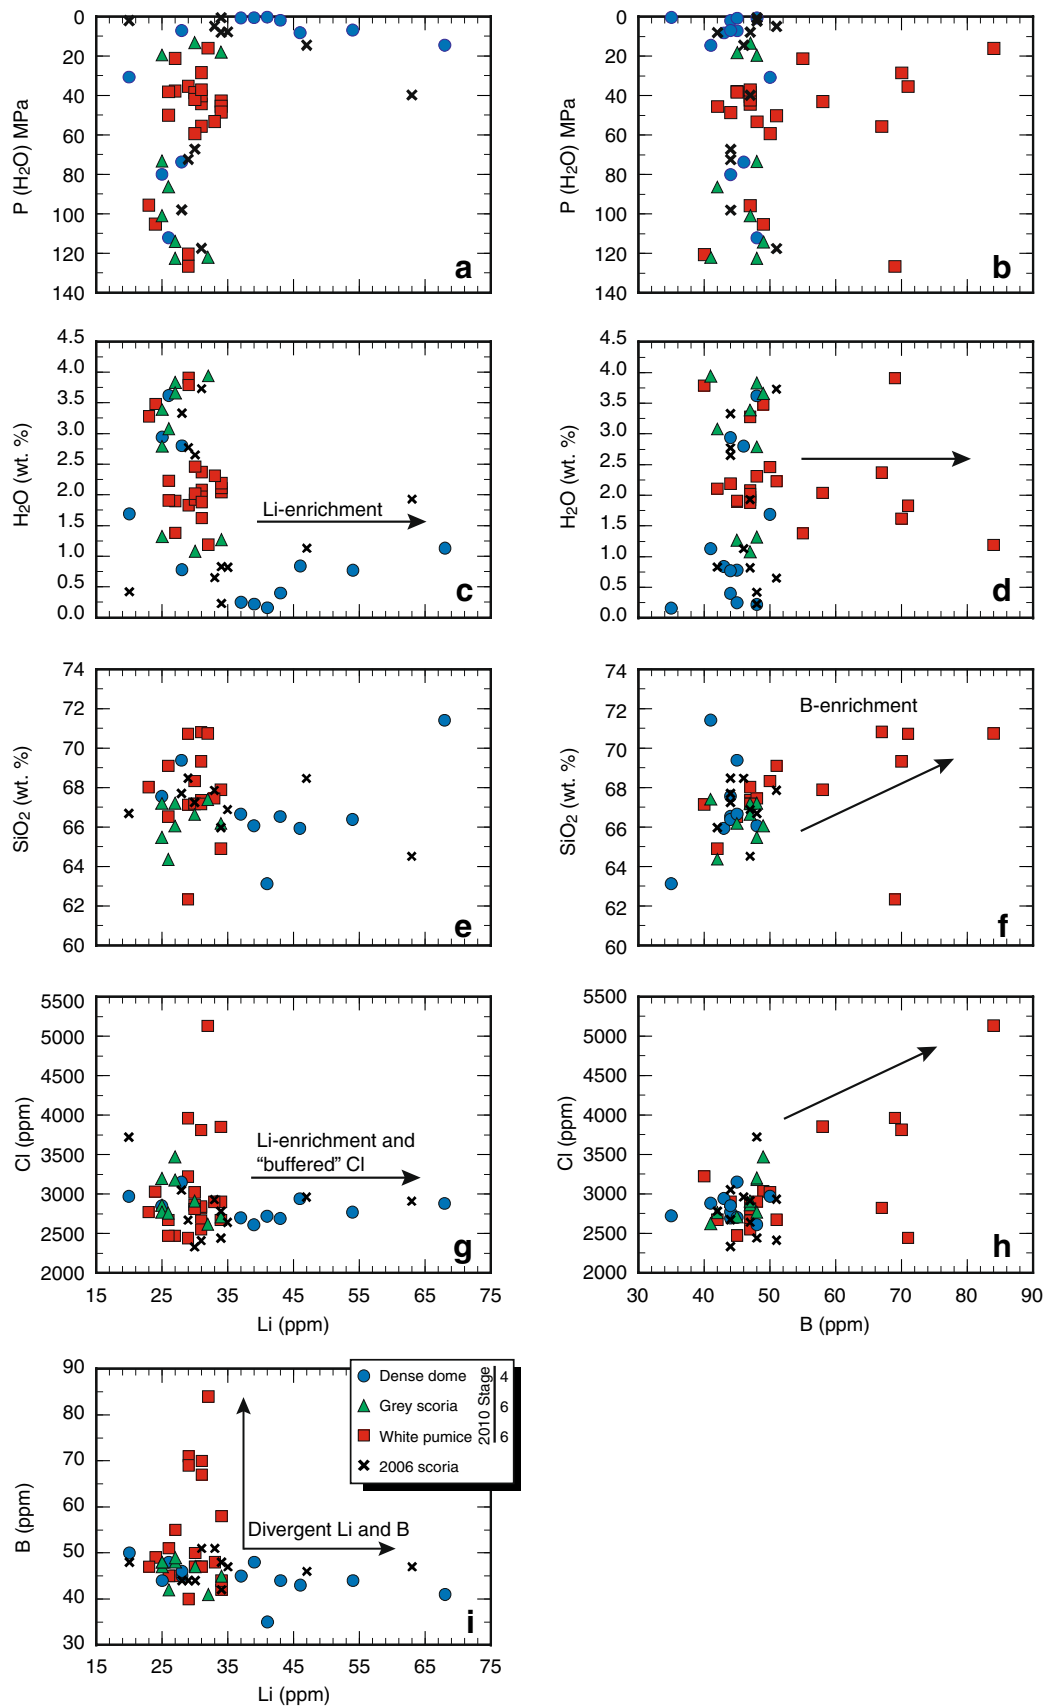 0
20
40
60
80
100
120
140
P (H₂O) MPa
a
0
20
40
60
80
100
120
140
P (H₂O) MPa
b
4.5
4.0
3.5
3.0
2.5
2.0
1.5
1.0
0.5
0.0
H₂O (wt. %)
Li-enrichment
c
4.5
4.0
3.5
3.0
2.5
2.0
1.5
1.0
0.5
0.0
H₂O (wt. %)
d
74
72
70
68
66
64
62
60
SiO₂ (wt. %)
e
74
72
70
68
66
64
62
60
SiO₂ (wt. %)
B-enrichment
f
5500
5000
4000
3500
3000
2500
2000
Cl (ppm)
Li-enrichment and
“buffered” Cl
g
15 25 35 45 55 65 75
Li (ppm)
5500
5000
4000
3500
3000
2500
2000
Cl (ppm)
h
30 40 50 60 70 80 90
B (ppm)
90
80
70
60
50
40
30
B (ppm)
Dense dome 4
Grey scoria 6
White pumice 6
2006 scoria
2010 Stage
Divergent Li and B
i
15 25 35 45 55 65 75
Li (ppm)